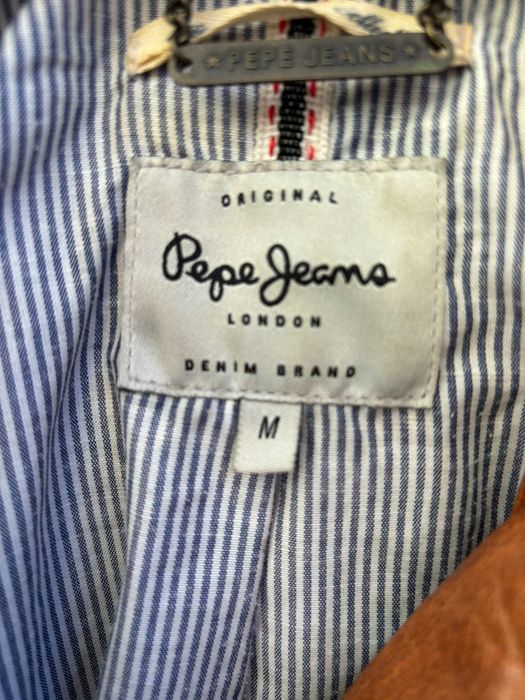 ★PEPE JEANS★
ORIGINAL
Pepe Jeans
LONDON
DENIM BRAND
M